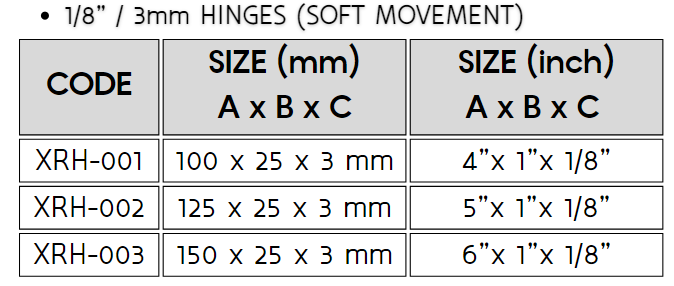 • 1/8” / 3mm HINGES (SOFT MOVEMENT)
CODE SIZE (mm) SIZE (inch)
A x B x C A x B x C
XRH-001 100 x 25 x 3 mm 4”x 1”x 1/8”
XRH-002 125 x 25 x 3 mm 5”x 1”x 1/8”
XRH-003 150 x 25 x 3 mm 6”x 1”x 1/8”